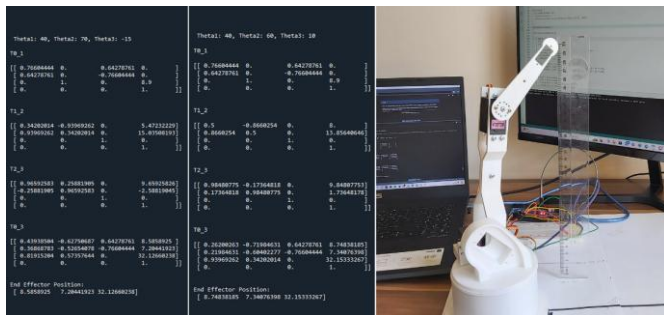 Theta1: 40, Theta2: 70, Theta3: -15
T0_1
[[ 0.76604444 0. 0.64278761 0. ]
[ 0.64278761 0. -0.76604444 0. ]
[ 0. 1. 0. 8.9 ]
[ 0. 0. 0. 1. ]]
T1_2
[[ 0.34202014 -0.93969262 0. 5.47232229]
[ 0.93969262 0.34202014 0. 15.03508193]
[ 0. 0. 1. 0. ]
[ 0. 0. 0. 1. ]]
T2_3
[[ 0.96592583 0.25881905 0. 9.65925826]
[-0.25881905 0.96592583 0. -2.58819045]
[ 0. 0. 1. 0. ]
[ 0. 0. 0. 1. ]]
T0_3
[[ 0.43938504 -0.62750687 0.64278761 8.5858925 ]
[ 0.36868783 -0.52654078 -0.76604444 7.20441923]
[ 0.81915204 0.57357644 0. 32.12660238]
[ 0. 0. 0. 1. ]]
End Effector Position:
[ 8.5858925 7.20441923 32.12660238]
Theta1: 40, Theta2: 60, Theta3: 10
T0_1
[[ 0.76604444 0. 0.64278761 0. ]
[ 0.64278761 0. -0.76604444 0. ]
[ 0. 1. 0. 8.9 ]
[ 0. 0. 0. 1. ]]
T1_2
[[ 0.5 -0.8660254 0. 8. ]
[ 0.8660254 0.5 0. 13.85640646]
[ 0. 0. 1. 0. ]
[ 0. 0. 0. 1. ]]
T2_3
[[ 0.98480775 -0.17364818 0. 9.84807753]
[ 0.17364818 0.98480775 0. 1.73648178]
[ 0. 0. 1. 0. ]
[ 0. 0. 0. 1. ]]
T0_3
[[ 0.26200263 -0.71984631 0.64278761 8.74838185]
[ 0.21984631 -0.60402277 -0.76604444 7.34076398]
[ 0.93969262 0.34202014 0. 32.15333267]
[ 0. 0. 0. 1. ]]
End Effector Position:
[ 8.74838185 7.34076398 32.15333267]